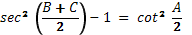 sec² ((B + C)/2) − 1 = cot² A/2